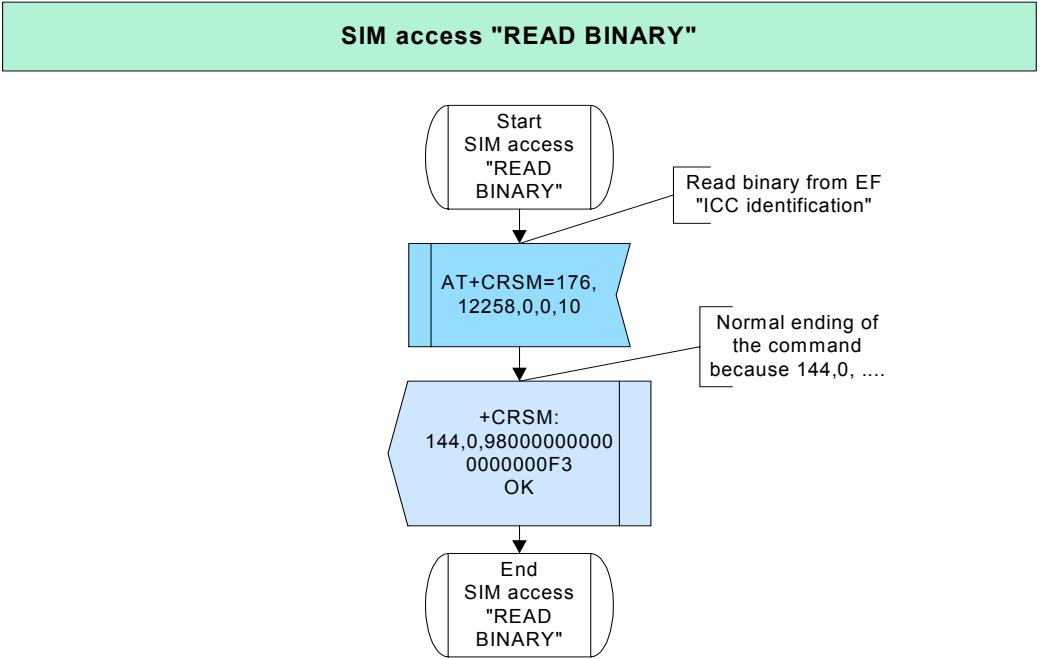 SIM access "READ BINARY"
Start
SIM access
"READ
BINARY"
Read binary from EF
"ICC identification"
AT+CRSM=176,
12258,0,0,10
Normal ending of
the command
because 144,0, ....
+CRSM:
144,0,98000000000
0000000F3
OK
End
SIM access
"READ
BINARY"